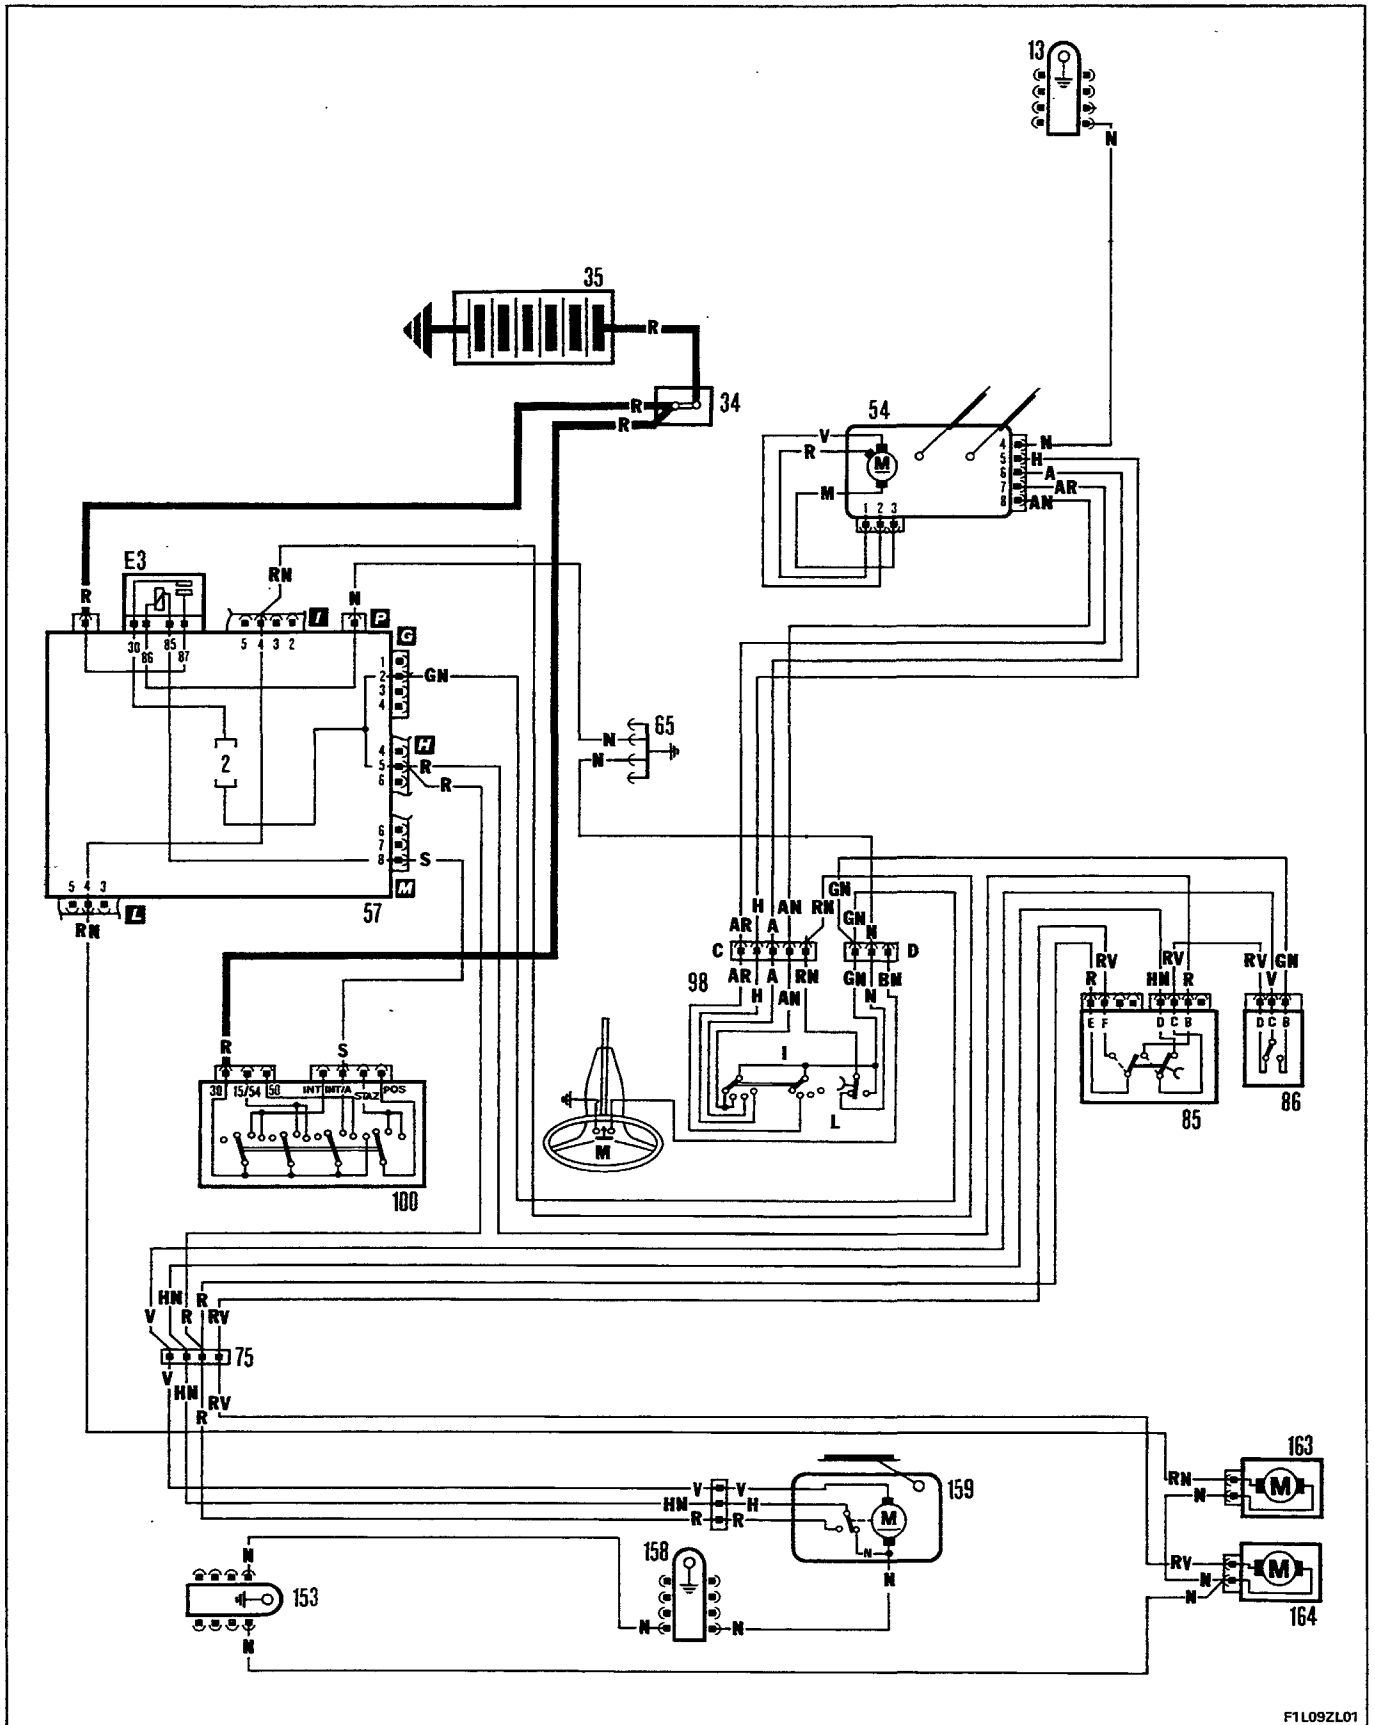 13
N
35
R
34
R
R
54
V
R
M
M
4 N
5 H
6 A
7 AR
8 AN
1 2 3
E3
RN
N
R
I
P
30 86 85 87
5 4 3 2
G
1
2 GN
3
4
65
N
N
H
4
5 R
6 R
2
6
7
8 S
M
5 4 3
L
57
RN
GN
H AN RN GN
AR A N
C D
AR A RN GN BN
98
H AN N
I
L
R RV HN RV R
RV V GN
E F D C B
D C B
85
86
R
S
30 15/54 50 INT INT/A STAZ POS
100
M
HN R
V R RV
75
V
HN
RV
R
163
RN
M
N
159
V V
HN H
R R
M
N
N
158
RV
N
M
N
164
N
153
N
N N
F1L09ZL01